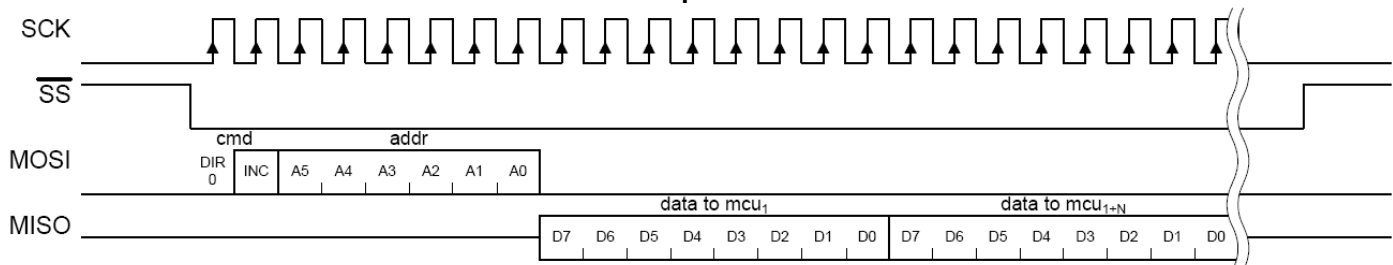 SCK
SS
cmd addr
MOSI DIR 0 INC A5 A4 A3 A2 A1 A0
data to mcu1 data to mcu1+N
MISO D7 D6 D5 D4 D3 D2 D1 D0 D7 D6 D5 D4 D3 D2 D1 D0